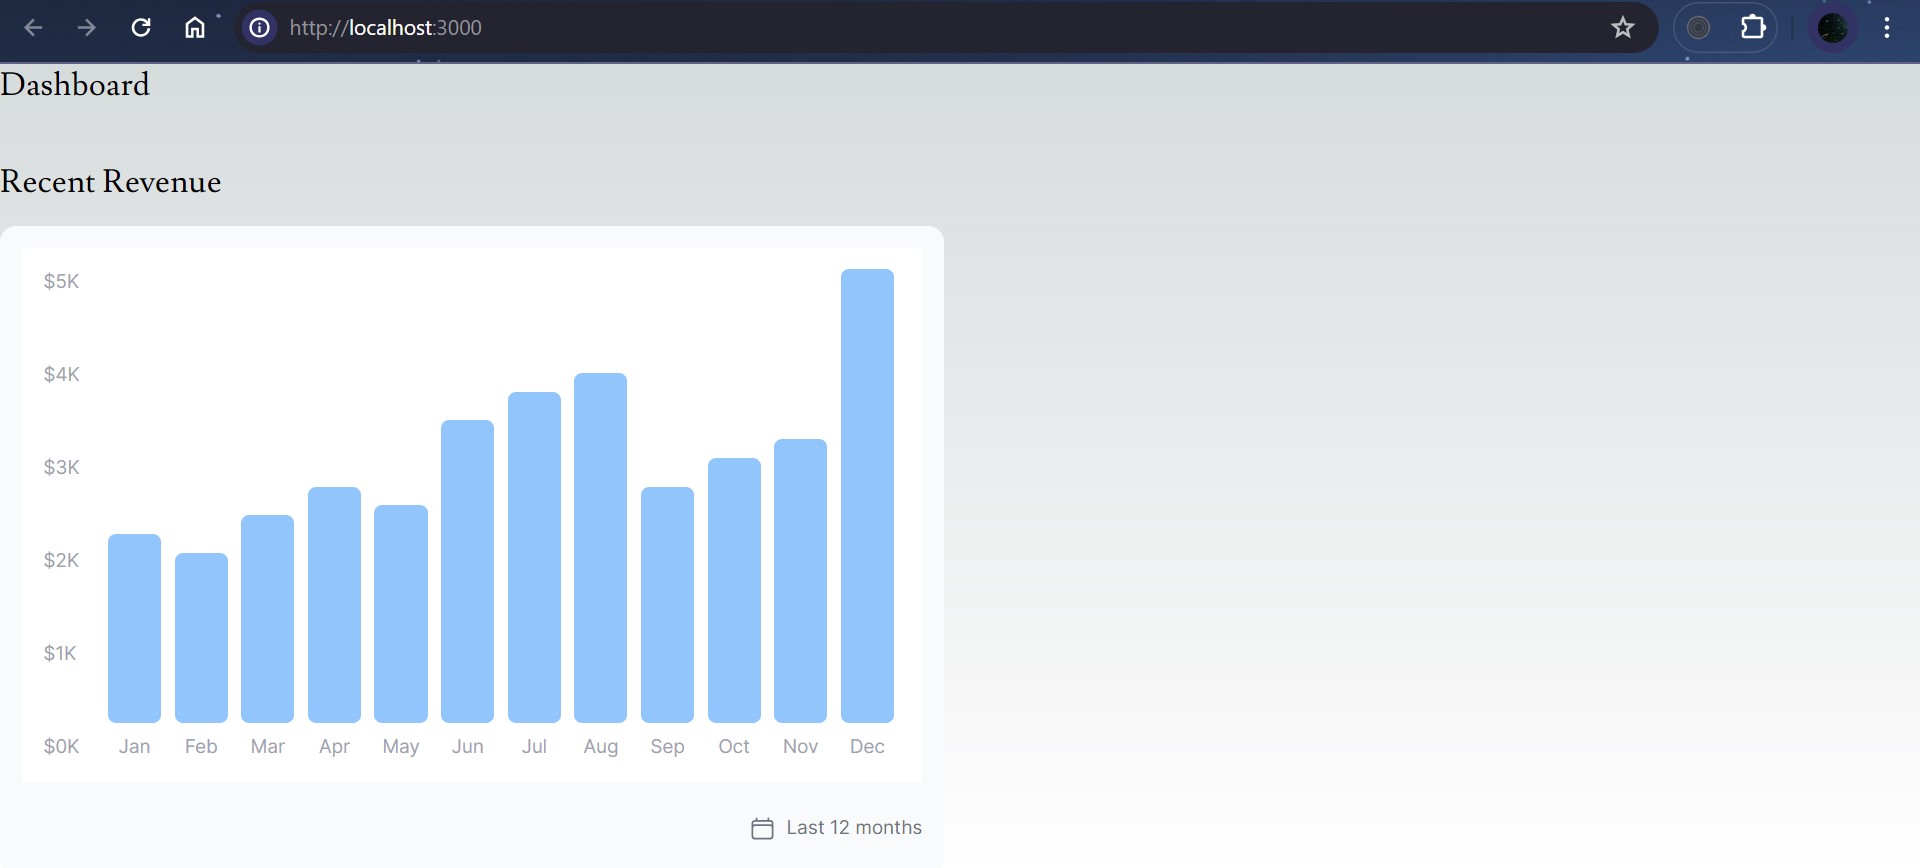 http://localhost:3000
Dashboard
Recent Revenue
$5K
$4K
$3K
$2K
$1K
$0K Jan Feb Mar Apr May Jun Jul Aug Sep Oct Nov Dec
Last 12 months